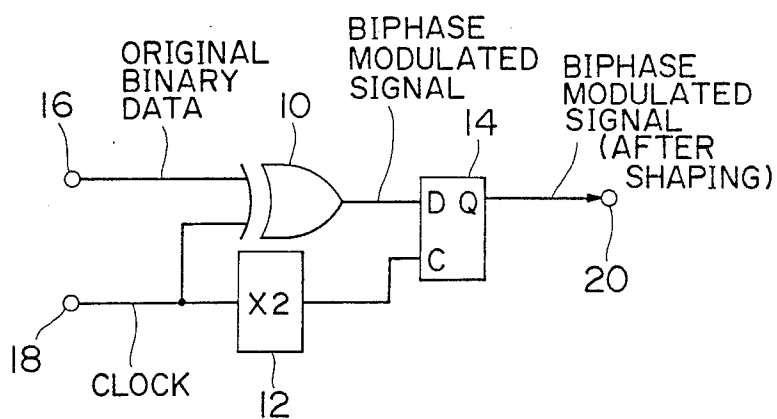 ORIGINAL
BINARY
DATA
BIPHASE
MODULATED
SIGNAL
BIPHASE
MODULATED
SIGNAL
(AFTER
SHAPING)
16
10
14
D Q
C
20
X2
18
CLOCK
12